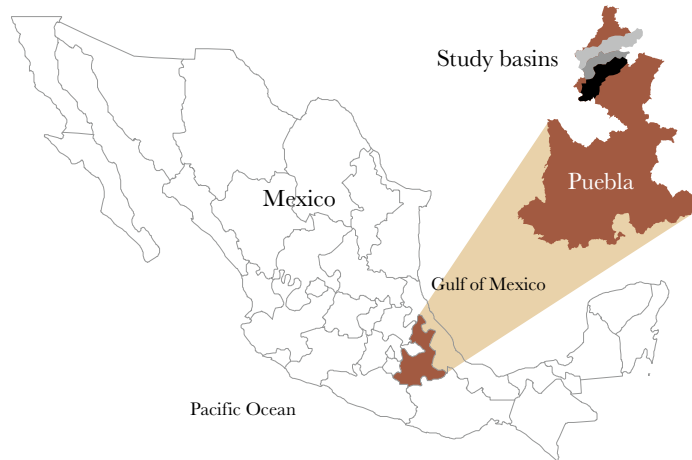 Study basins
Puebla
Mexico
Gulf of Mexico
Pacific Ocean